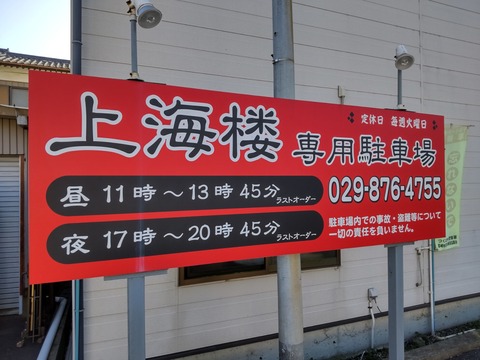 上海楼
定休日 毎週火曜日
専用駐車場
昼 11時～13時45分 ラストオーダー
夜 17時～20時45分 ラストオーダー
029-876-4755
駐車場内での事故・盗難等について
一切の責任を負いません。